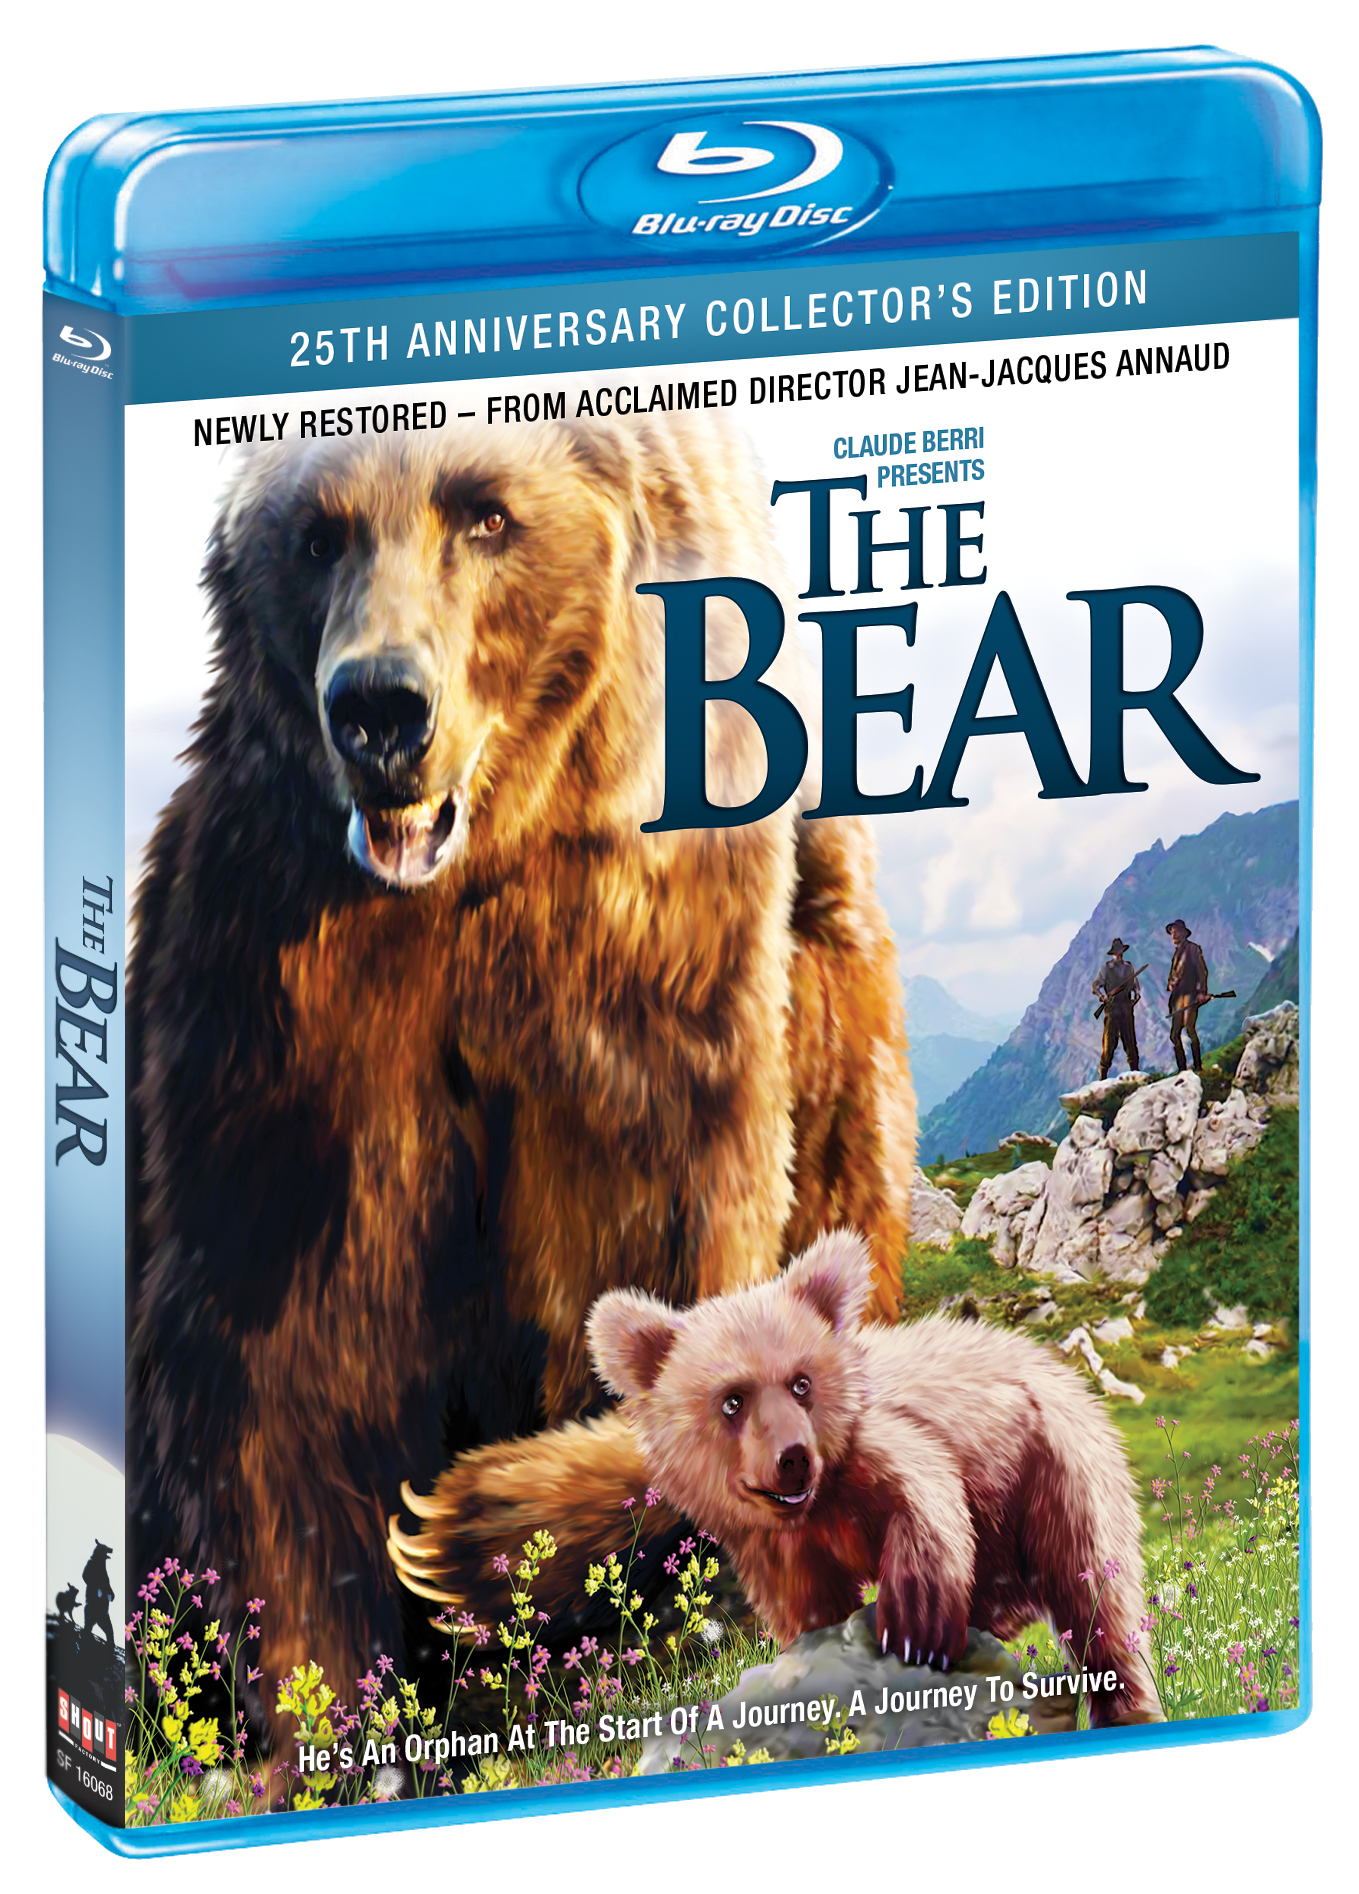 Blu-ray Disc
25TH ANNIVERSARY COLLECTOR'S EDITION
NEWLY RESTORED – FROM ACCLAIMED DIRECTOR JEAN-JACQUES ANNAUD
CLAUDE BERRI
PRESENTS
THE
BEAR
He's An Orphan At The Start Of A Journey. A Journey To Survive.
Blu-ray Disc
THE BEAR
SHOUT
FACTORY
SF 16068